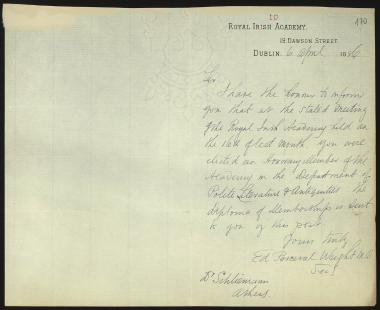 10
170
ROYAL IRISH ACADEMY.
19 DAWSON STREET.
DUBLIN, 6 April 1886
Sir
I have the honour to inform
you that at the stated meeting
of the Royal Irish Academy held on
the 16th of last month you were
elected an Honorary Member of the
Academy in the Department of
Polite Literature & Antiquities The
diploma of Membership is sent
to you by this post.
Yours truly
Ed Perceval Wright M.D
Sec.
Dr Schliemann
Athens.